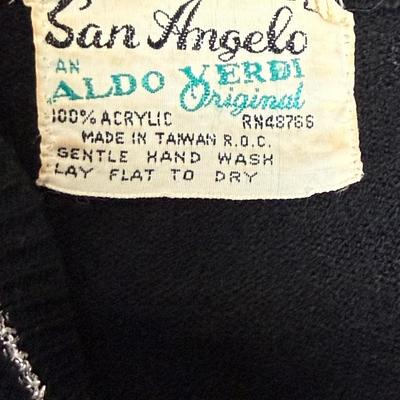 San Angelo
AN
ALDO VERDI
Original
100% ACRYLIC RN48766
MADE IN TAIWAN R.O.C.
GENTLE HAND WASH
LAY FLAT TO DRY